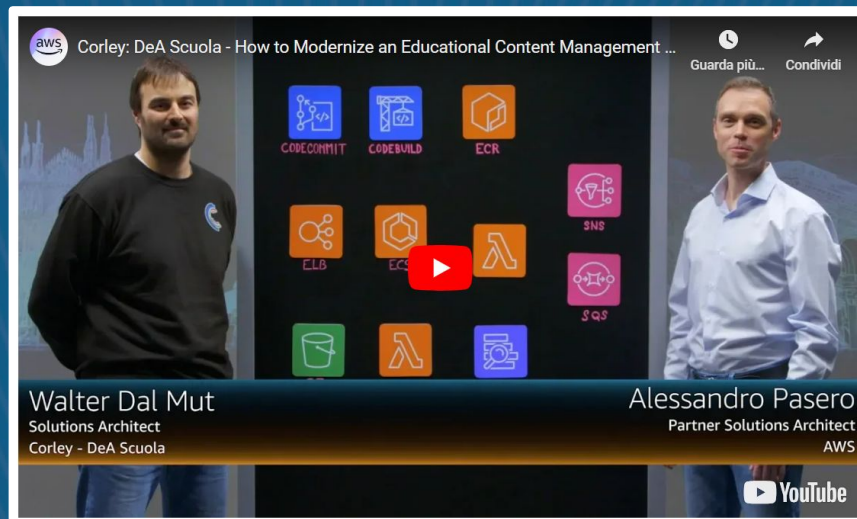 aws
Corley: DeA Scuola - How to Modernize an Educational Content Management ...
Guarda più...
Condividi
CODECOMMIT
CODEBUILD
ECR
SNS
ELB
ECS
SQS
Walter Dal Mut
Solutions Architect
Corley - DeA Scuola
Alessandro Pasero
Partner Solutions Architect
AWS
YouTube